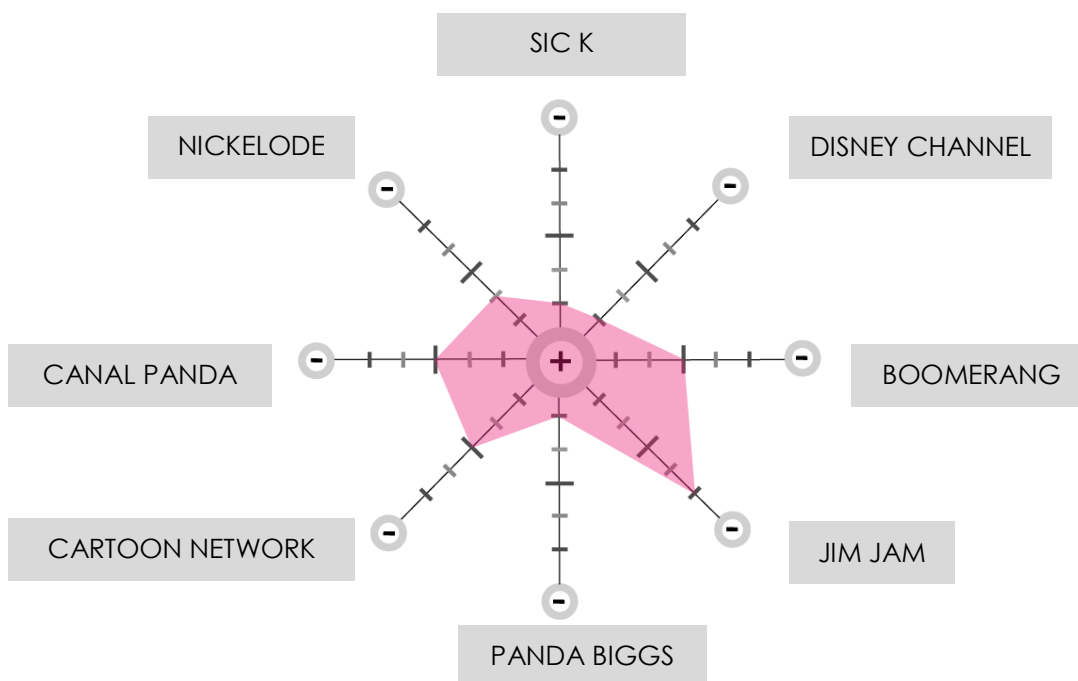 SIC K
NICKELODE
DISNEY CHANNEL
-
-
-
CANAL PANDA
-
+
-
BOOMERANG
CARTOON NETWORK
-
-
JIM JAM
-
PANDA BIGGS